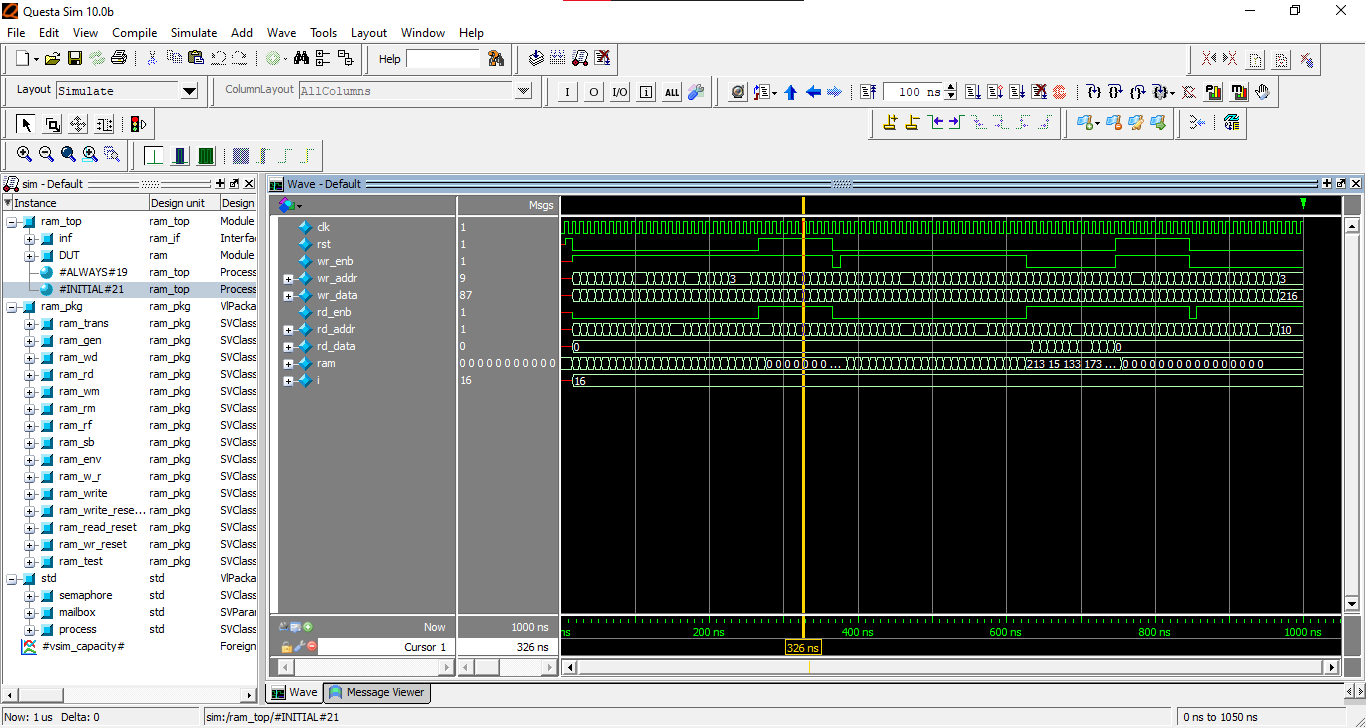 Questa Sim 10.0b
File Edit View Compile Simulate Add Wave Tools Layout Window Help
Help
Layout Simulate ColumnLayout AllColumns I O I/O i ALL 100 ns
sim - Default
Instance Design unit Design
ram_top ram_top Module
inf ram_if Interfa
DUT ram Module
#ALWAYS#19 ram_top Process
#INITIAL#21 ram_top Process
ram_pkg ram_pkg VlPacka
ram_trans ram_pkg SVClass
ram_gen ram_pkg SVClass
ram_wd ram_pkg SVClass
ram_rd ram_pkg SVClass
ram_wm ram_pkg SVClass
ram_rm ram_pkg SVClass
ram_rf ram_pkg SVClass
ram_sb ram_pkg SVClass
ram_env ram_pkg SVClass
ram_w_r ram_pkg SVClass
ram_write ram_pkg SVClass
ram_write_rese... ram_pkg SVClass
ram_read_reset ram_pkg SVClass
ram_wr_reset ram_pkg SVClass
ram_test ram_pkg SVClass
std std VlPacka
semaphore std SVClass
mailbox std SVParar
process std SVClass
#vsim_capacity# Foreign
Wave - Default
Msgs
clk 1
rst 1
wr_enb 1
wr_addr 9 3 3
wr_data 87 216
rd_enb 1
rd_addr 1 10
rd_data 0 0 0
ram 0 0 0 0 0 0 0 0 0 0 0 0 0 0 0 0 0 ... 213 15 133 173 ... 0 0 0 0 0 0 0 0 0 0 0 0 0 0 0 0
i 16 16
Now 1000 ns ns 200 ns 400 ns 600 ns 800 ns 1000 ns
Cursor 1 326 ns 326 ns
Wave Message Viewer
Now: 1 us Delta: 0 sim:/ram_top/#INITIAL#21 0 ns to 1050 ns